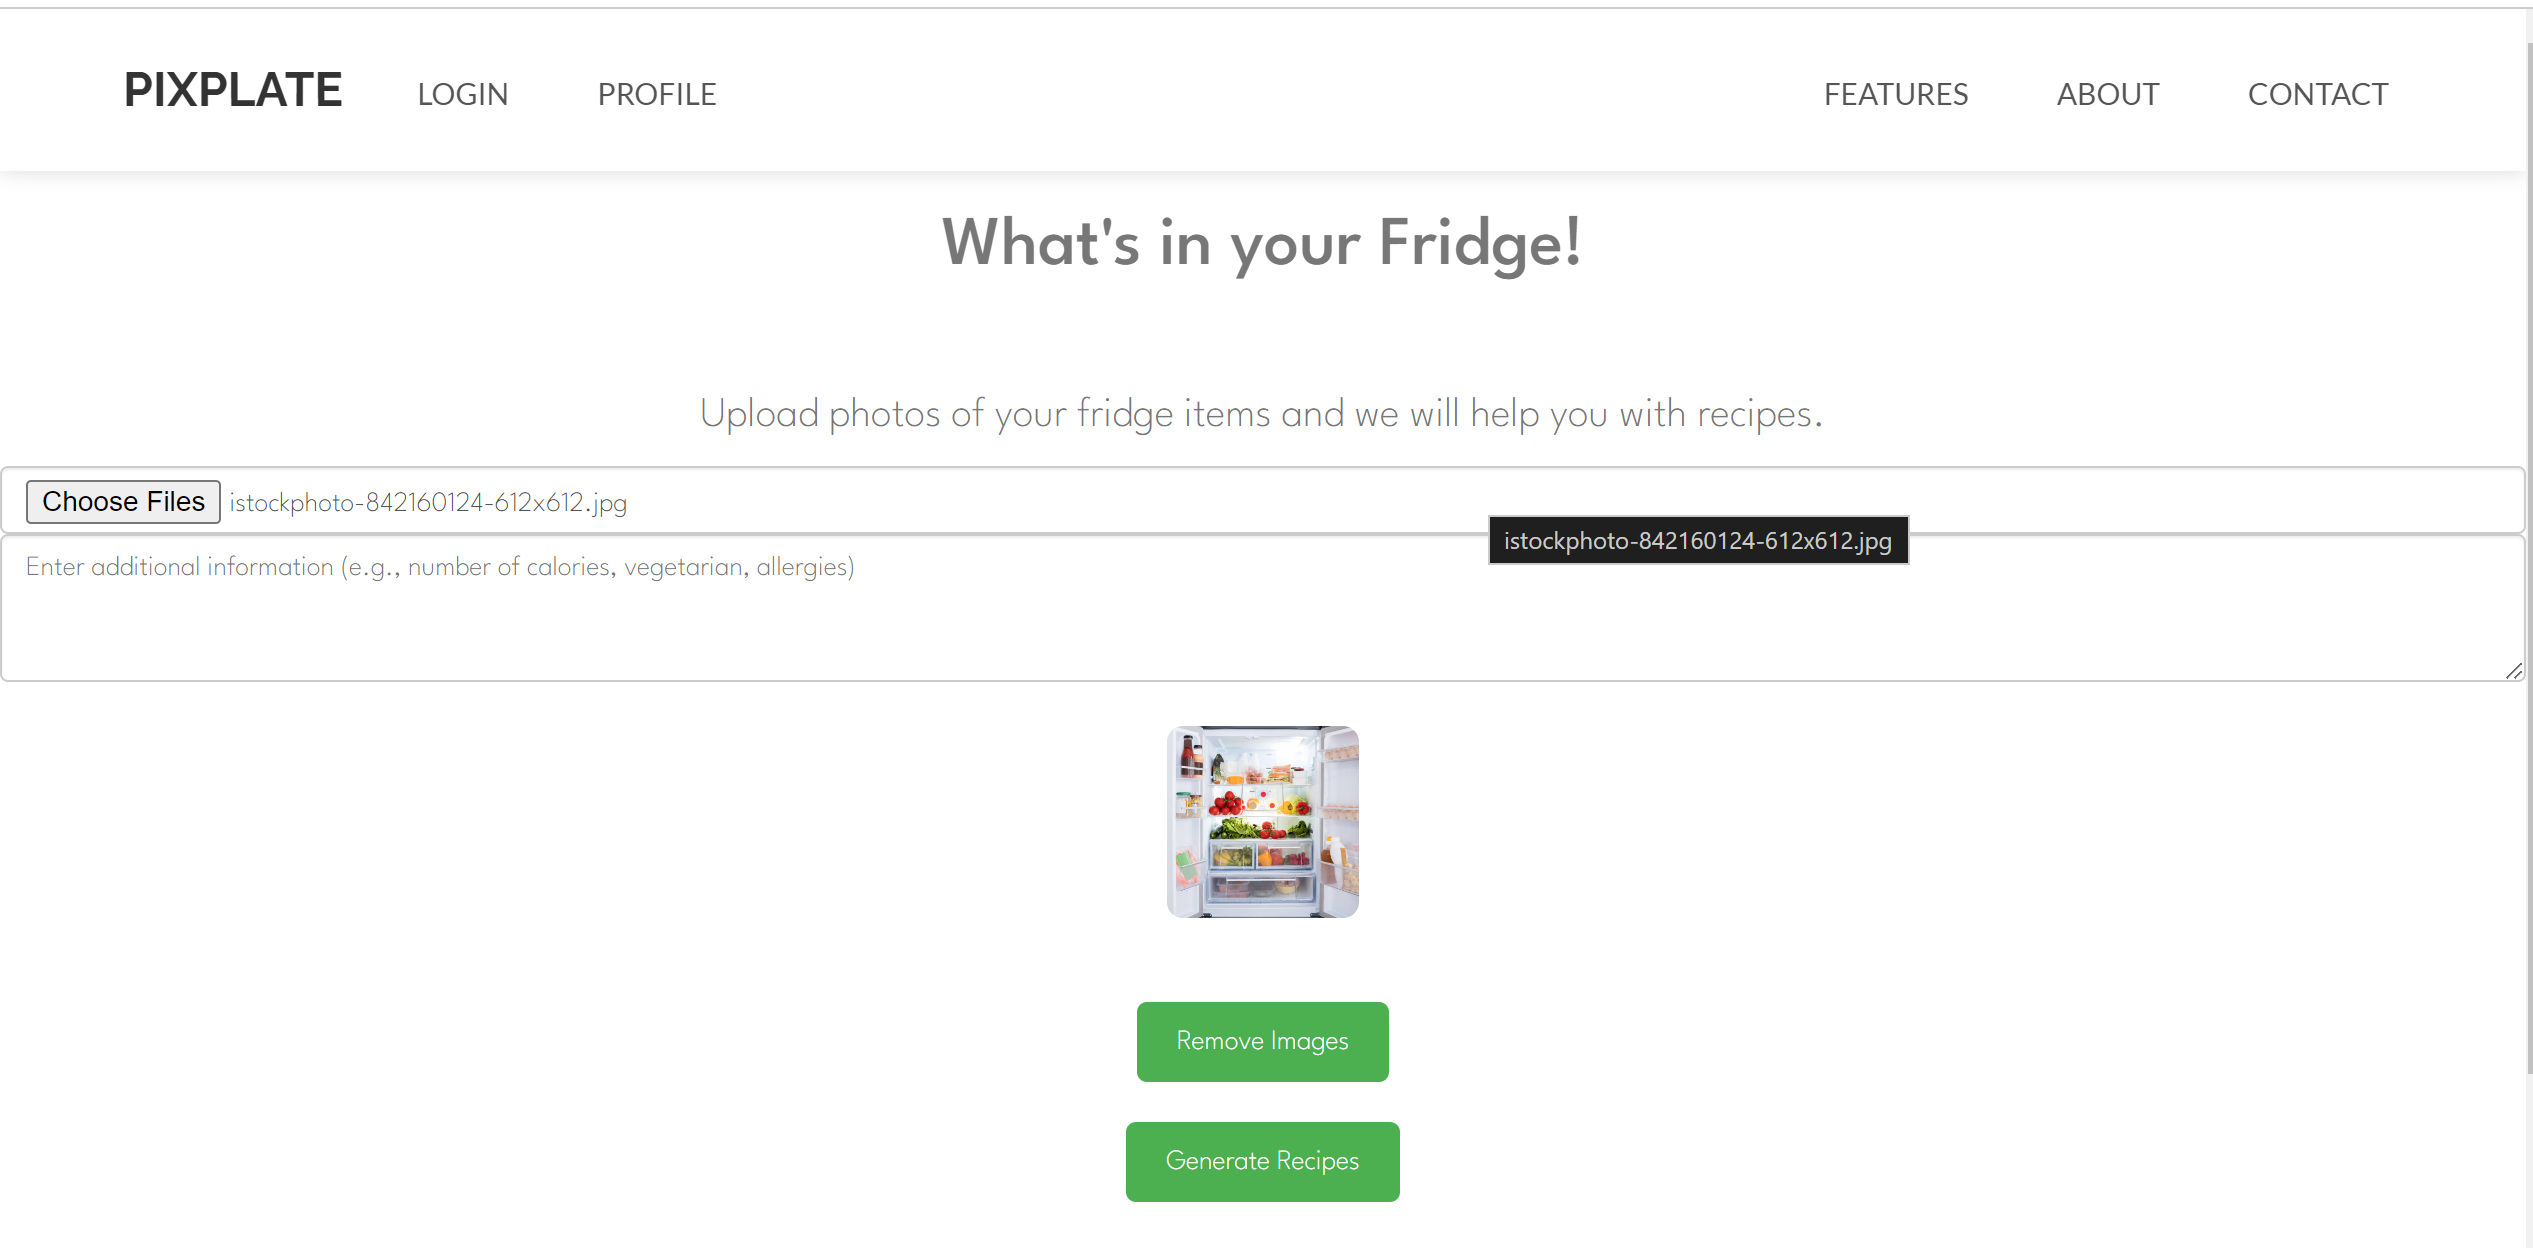 PIXPLATE LOGIN PROFILE FEATURES ABOUT CONTACT
What's in your Fridge!
Upload photos of your fridge items and we will help you with recipes.
Choose Files istockphoto-842160124-612x612.jpg
istockphoto-842160124-612x612.jpg
Enter additional information (e.g., number of calories, vegetarian, allergies)
Remove Images
Generate Recipes